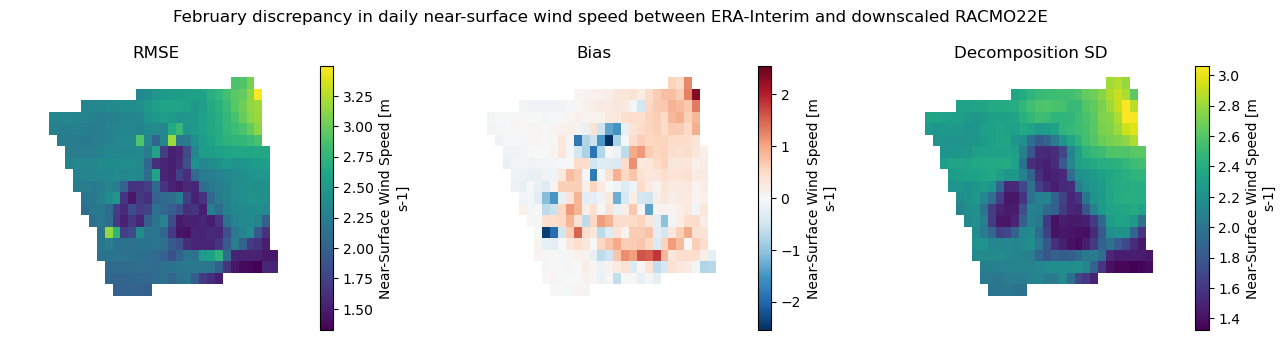 February discrepancy in daily near-surface wind speed between ERA-Interim and downscaled RACMO22E
RMSE
3.25
3.00
2.75
2.50
2.25
2.00
1.75
1.50
Near-Surface Wind Speed [m
s-1]
Bias
2
1
0
−1
−2
Near-Surface Wind Speed [m
s-1]
Decomposition SD
3.0
2.8
2.6
2.4
2.2
2.0
1.8
1.6
1.4
Near-Surface Wind Speed [m
s-1]